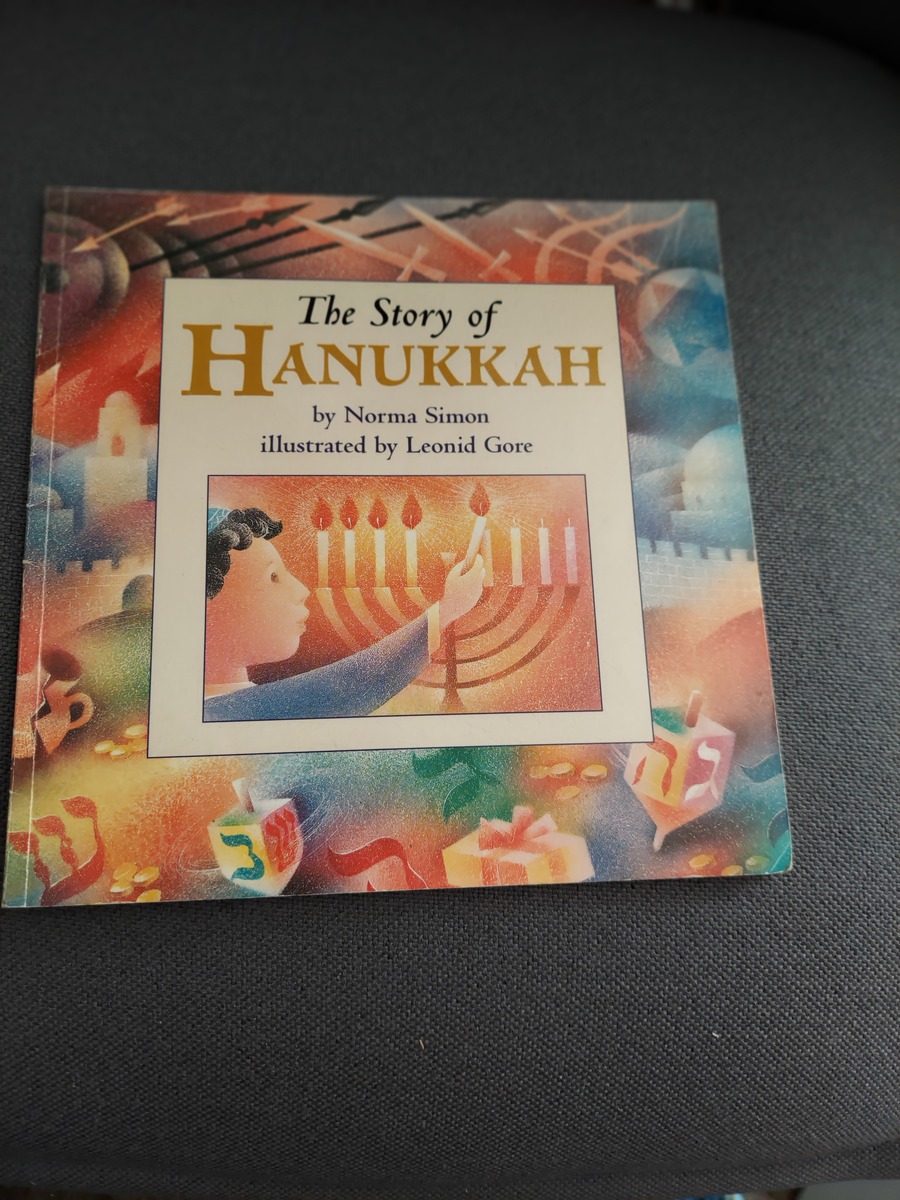 The Story of
HANUKKAH
by Norma Simon
illustrated by Leonid Gore
ש
נ
ג